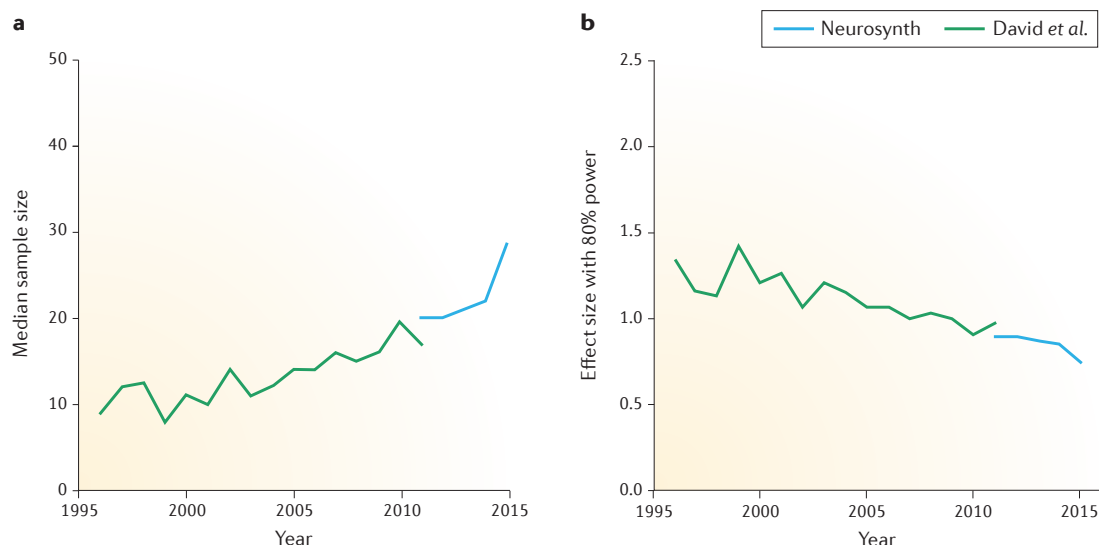 a
b
Neurosynth
David et al.
Median sample size
50
40
30
20
10
0
1995
2000
2005
2010
2015
Year
Effect size with 80% power
2.5
2.0
1.5
1.0
0.5
0.0
1995
2000
2005
2010
2015
Year